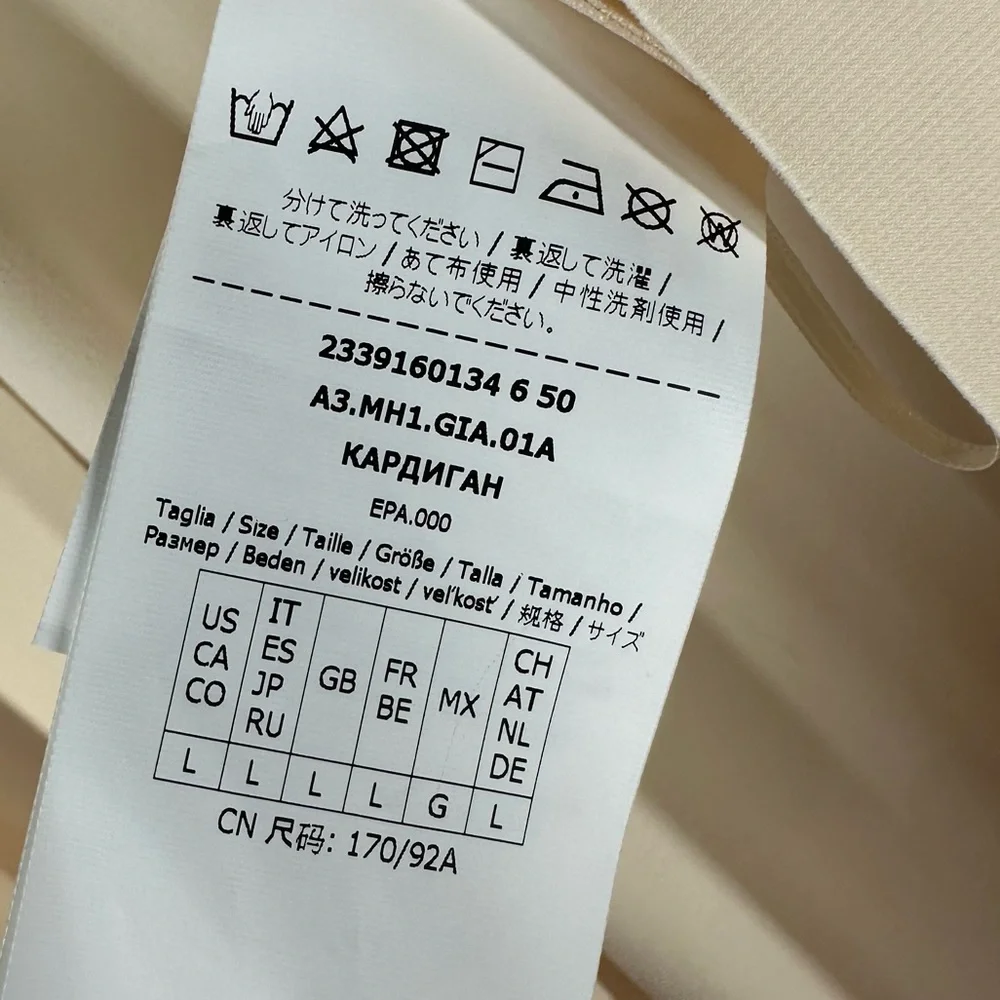 分けて洗ってください / 裏返して洗濯 /
裏返してアイロン / あて布使用 / 中性洗剤使用 /
擦らないでください。
2339160134 6 50
A3.MH1.GIA.01A
КАРДИГАН
EPA.000
Taglia / Size / Taille / Größe / Talla / Tamanho /
Размер / Beden / velikost / veľkosť / 规格 / サイズ
US CA CO
IT ES JP RU
GB
FR BE
MX
CH AT NL DE
L L L L G L
CN 尺码: 170/92A